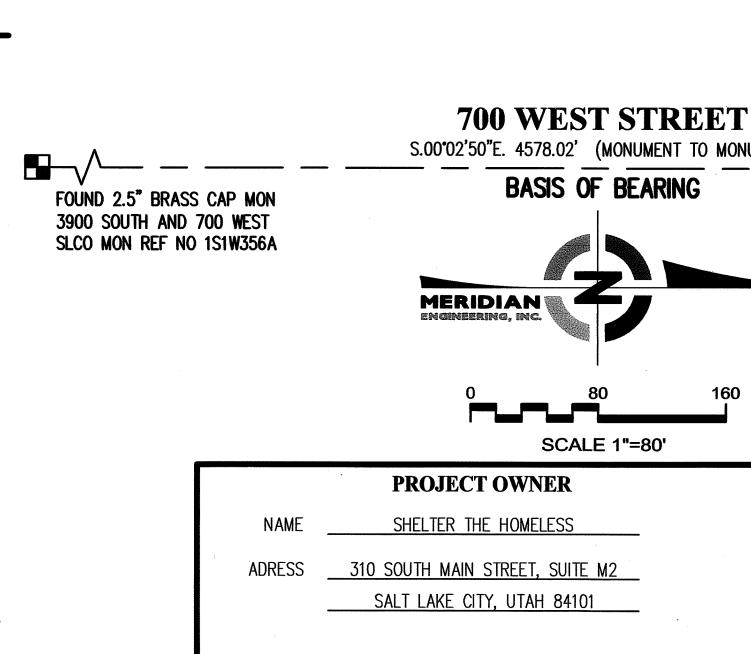 700 WEST STREET
S.00°02'50"E. 4578.02' (MONUMENT TO MONU
BASIS OF BEARING
FOUND 2.5" BRASS CAP MON
3900 SOUTH AND 700 WEST
SLCO MON REF NO 1S1W356A
N
MERIDIAN
ENGINEERING, INC.
0 80 160
SCALE 1"=80'
PROJECT OWNER
NAME SHELTER THE HOMELESS
ADRESS 310 SOUTH MAIN STREET, SUITE M2
SALT LAKE CITY, UTAH 84101